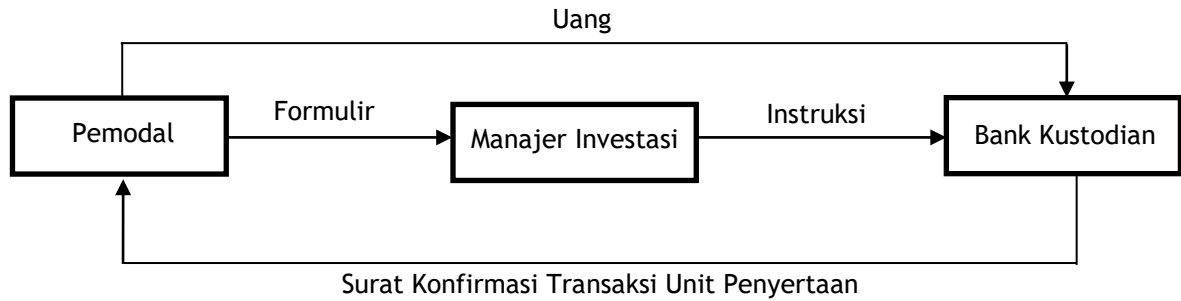 Uang
Formulir
Instruksi
Pemodal
Manajer Investasi
Bank Kustodian
Surat Konfirmasi Transaksi Unit Penyertaan